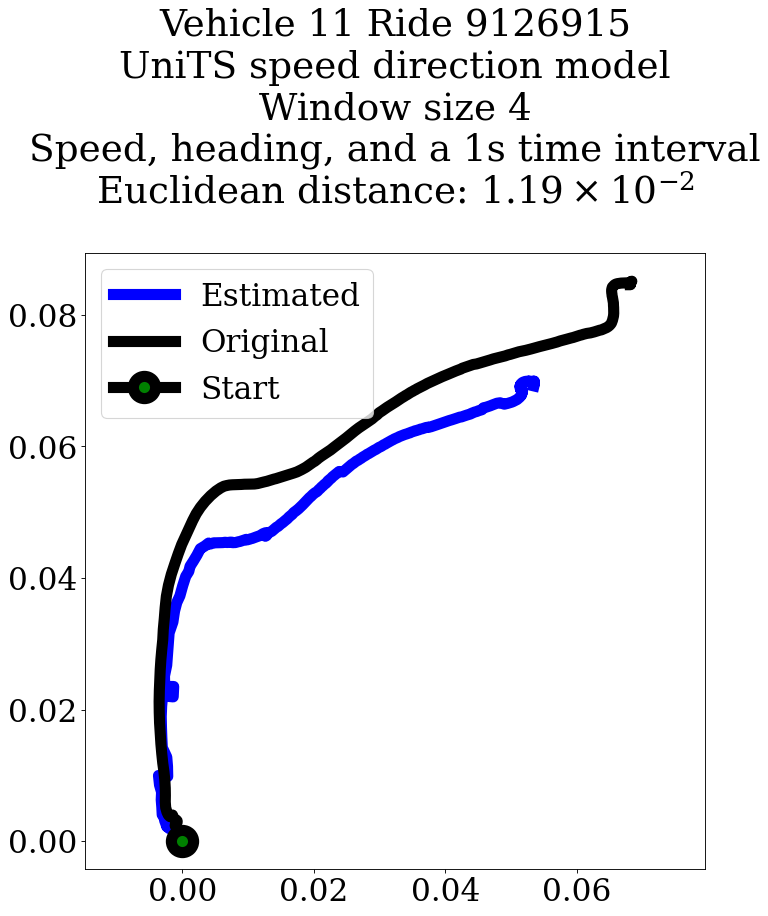 Vehicle 11 Ride 9126915
UniTS speed direction model
Window size 4
Speed, heading, and a 1s time interval
Euclidean distance: 1.19 × 10⁻²
Estimated
Original
Start
0.08
0.06
0.04
0.02
0.00
0.00 0.02 0.04 0.06